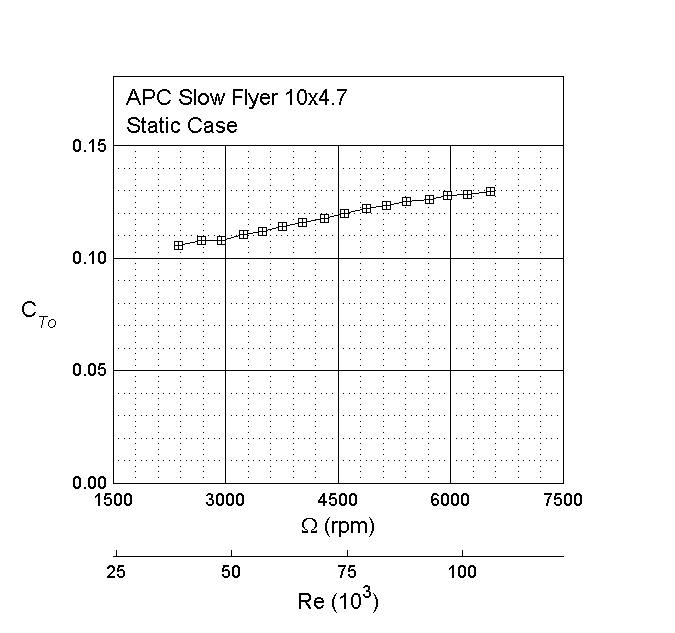 APC Slow Flyer 10x4.7
Static Case
0.15
0.10
C_To
0.05
0.00
1500 3000 4500 6000 7500
Ω (rpm)
25 50 75 100
Re (10³)